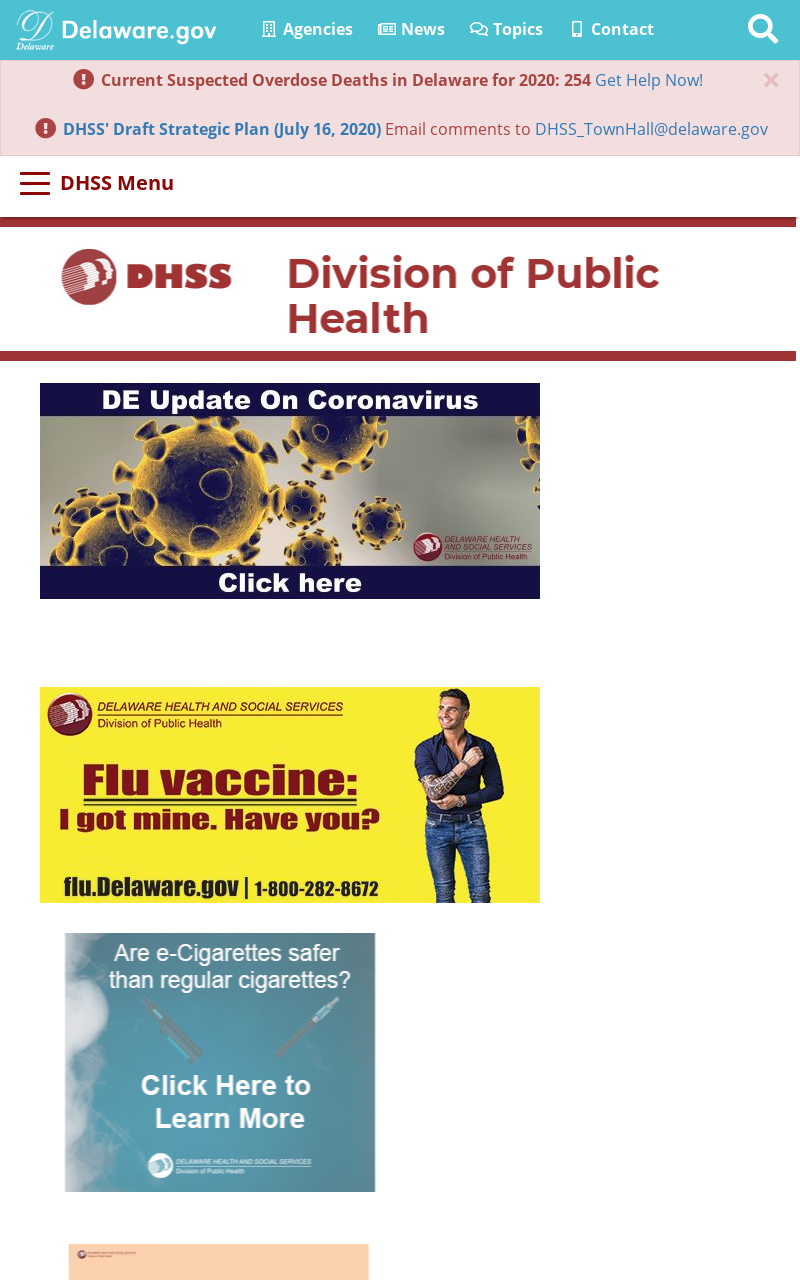 Delaware
Delaware.gov
Agencies
News
Topics
Contact
Current Suspected Overdose Deaths in Delaware for 2020: 254 Get Help Now!
DHSS' Draft Strategic Plan (July 16, 2020) Email comments to DHSS_TownHall@delaware.gov
DHSS Menu
DHSS
Division of Public
Health
DE Update On Coronavirus
DELAWARE HEALTH
AND SOCIAL SERVICES
Division of Public Health
Click here
DELAWARE HEALTH AND SOCIAL SERVICES
Division of Public Health
Flu vaccine:
I got mine. Have you?
flu.Delaware.gov | 1-800-282-8672
Are e-Cigarettes safer
than regular cigarettes?
Click Here to
Learn More
DELAWARE HEALTH AND SOCIAL SERVICES
Division of Public Health